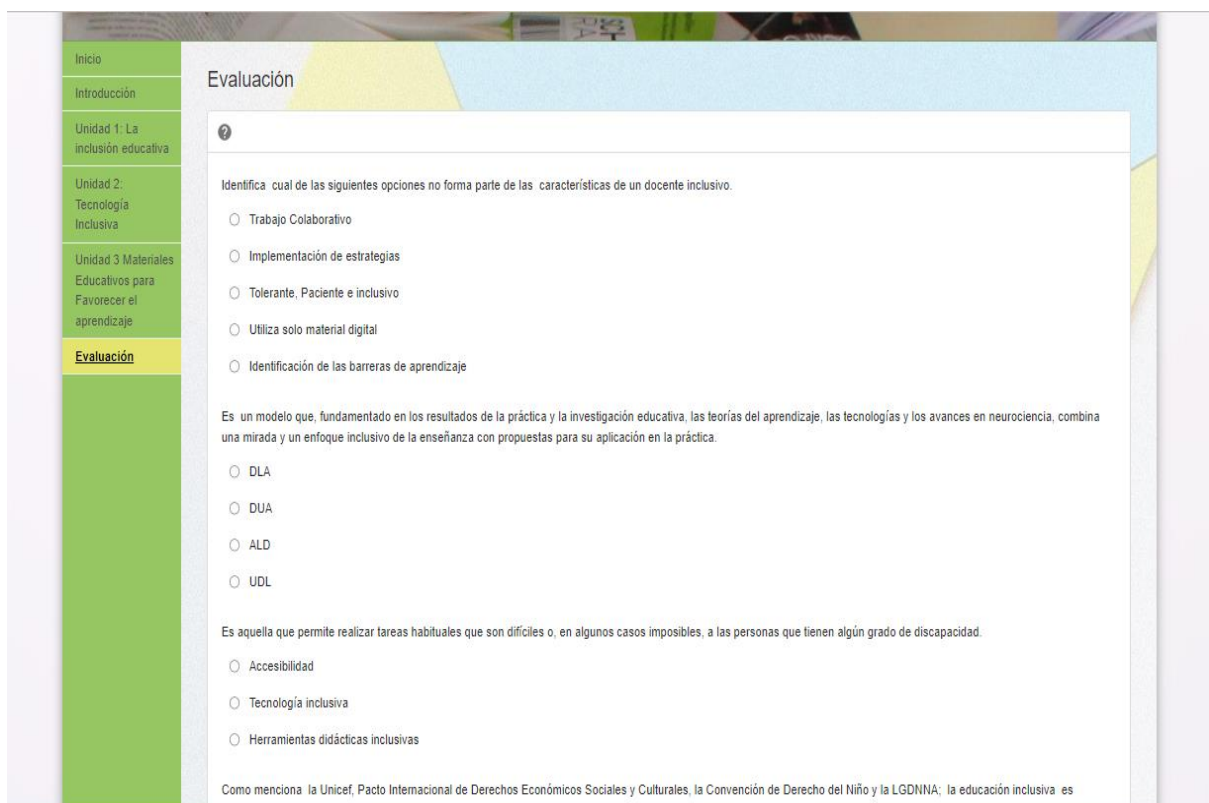 Inicio
Introducción
Unidad 1: La
inclusión educativa
Unidad 2:
Tecnología
Inclusiva
Unidad 3 Materiales
Educativos para
Favorecer el
aprendizaje
Evaluación
Evaluación
Identifica cual de las siguientes opciones no forma parte de las características de un docente inclusivo.
Trabajo Colaborativo
Implementación de estrategias
Tolerante, Paciente e inclusivo
Utiliza solo material digital
Identificación de las barreras de aprendizaje
Es un modelo que, fundamentado en los resultados de la práctica y la investigación educativa, las teorías del aprendizaje, las tecnologías y los avances en neurociencia, combina
una mirada y un enfoque inclusivo de la enseñanza con propuestas para su aplicación en la práctica.
DLA
DUA
ALD
UDL
Es aquella que permite realizar tareas habituales que son difíciles o, en algunos casos imposibles, a las personas que tienen algún grado de discapacidad.
Accesibilidad
Tecnología inclusiva
Herramientas didácticas inclusivas
Como menciona la Unicef, Pacto Internacional de Derechos Económicos Sociales y Culturales, la Convención de Derecho del Niño y la LGDNNA; la educación inclusiva es